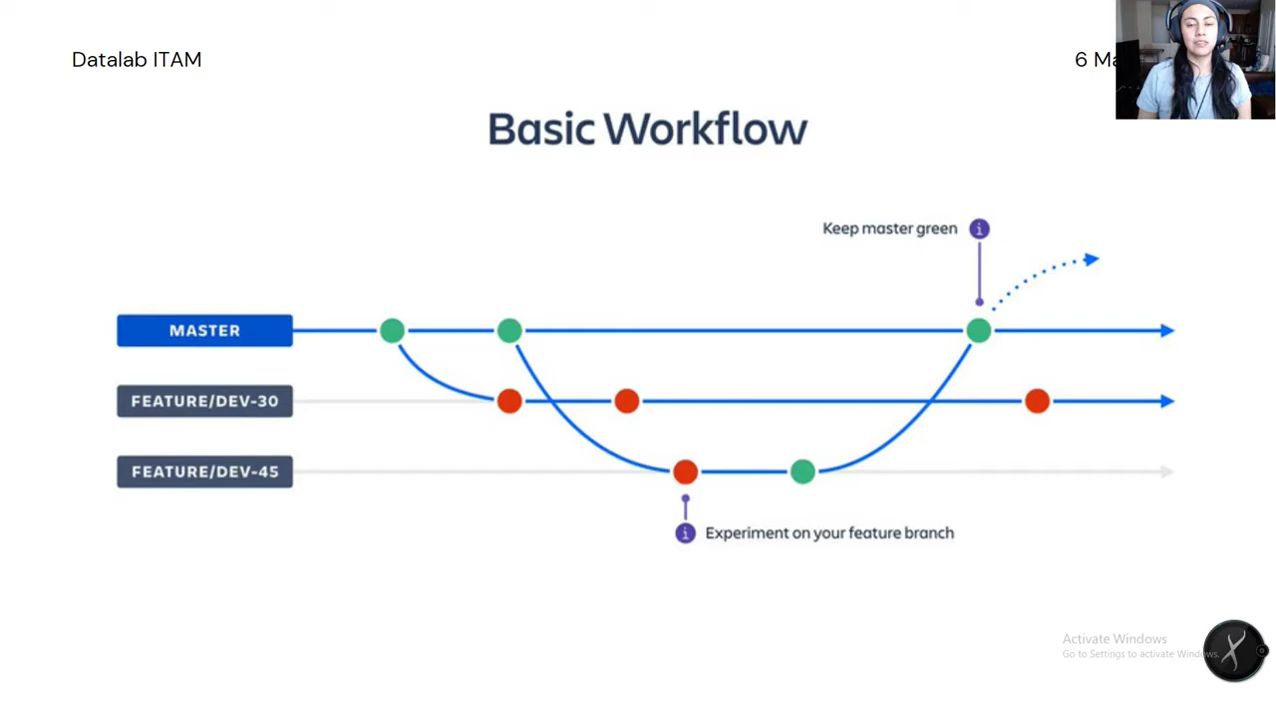 Datalab ITAM
6
Basic Workflow
Keep master green
MASTER
FEATURE/DEV-30
FEATURE/DEV-45
Experiment on your feature branch
Activate Windows
Go to Settings to activate Windows.